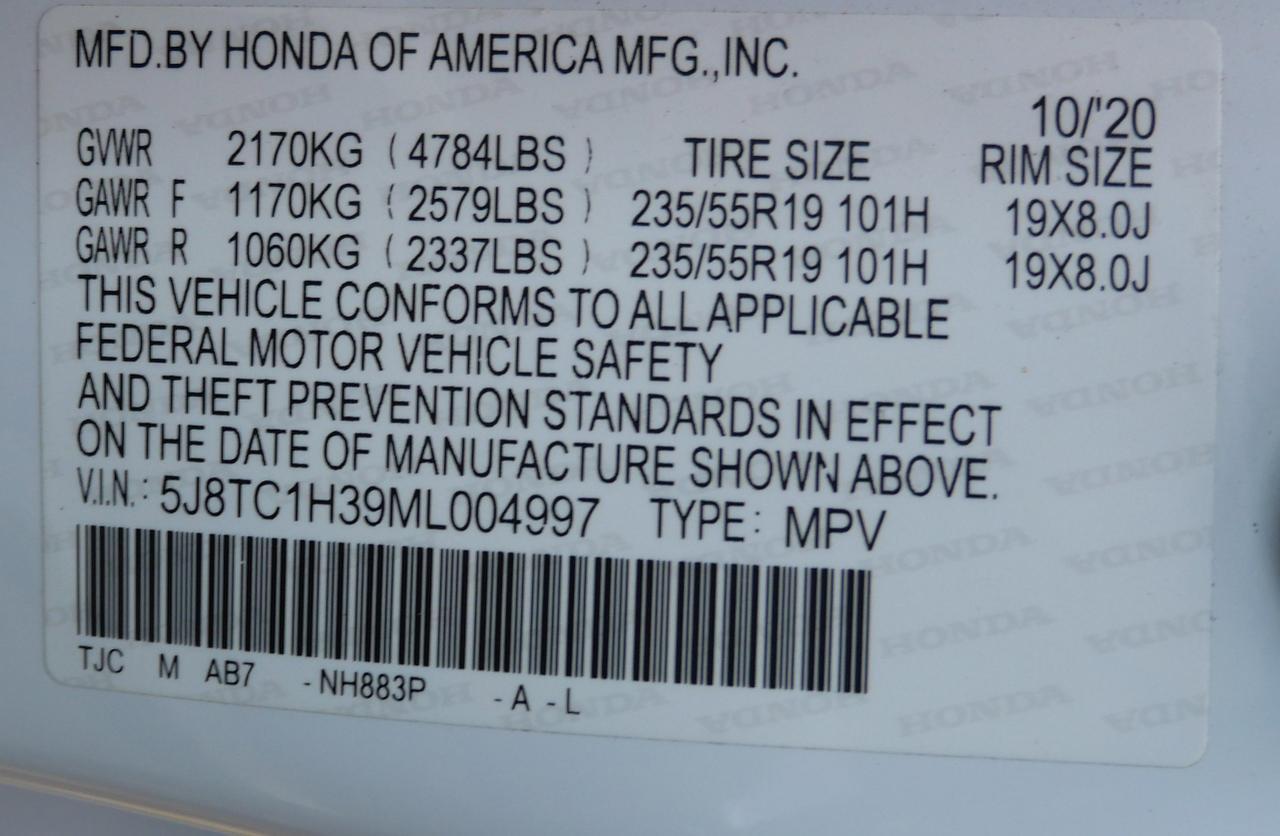 MFD.BY HONDA OF AMERICA MFG.,INC.
10/'20
GVWR 2170KG (4784LBS) TIRE SIZE RIM SIZE
GAWR F 1170KG (2579LBS) 235/55R19 101H 19X8.0J
GAWR R 1060KG (2337LBS) 235/55R19 101H 19X8.0J
THIS VEHICLE CONFORMS TO ALL APPLICABLE
FEDERAL MOTOR VEHICLE SAFETY
AND THEFT PREVENTION STANDARDS IN EFFECT
ON THE DATE OF MANUFACTURE SHOWN ABOVE.
V.I.N.: 5J8TC1H39ML004997 TYPE: MPV
TJC M AB7 -NH883P -A -L